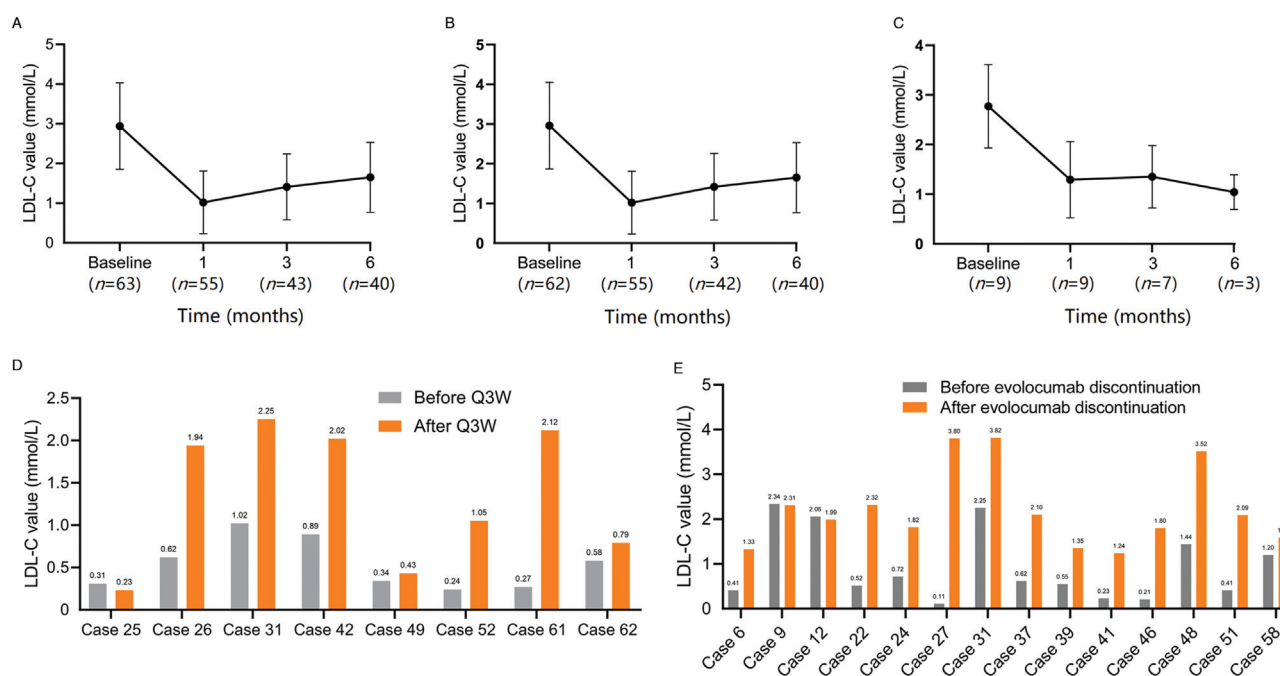 A
LDL-C value (mmol/L)
5
4
3
2
1
0
Baseline 1 3 6
(n=63) (n=55) (n=43) (n=40)
Time (months)
B
LDL-C value (mmol/L)
5
4
3
2
1
0
Baseline 1 3 6
(n=62) (n=55) (n=42) (n=40)
Time (months)
C
LDL-C value (mmol/L)
4
3
2
1
0
Baseline 1 3 6
(n=9) (n=9) (n=7) (n=3)
Time (months)
D
LDL-C value (mmol/L)
2.5
2.0
1.5
1.0
0.5
0
Before Q3W
After Q3W
0.31 0.23 0.62 1.94 1.02 2.25 0.89 2.02 0.34 0.43 0.24 1.05 0.27 2.12 0.58 0.79
Case 25 Case 26 Case 31 Case 42 Case 49 Case 52 Case 61 Case 62
E
LDL-C value (mmol/L)
5
4
3
2
1
0
Before evolocumab discontinuation
After evolocumab discontinuation
0.41 1.33 2.34 2.31 2.06 1.99 0.52 2.32 0.72 1.82 0.11 3.80 2.25 3.82 0.62 2.10 0.55 1.35 0.23 1.24 0.21 1.80 1.44 3.52 0.41 2.09 1.20
Case 6 Case 9 Case 12 Case 22 Case 24 Case 27 Case 31 Case 37 Case 39 Case 41 Case 46 Case 48 Case 51 Case 58